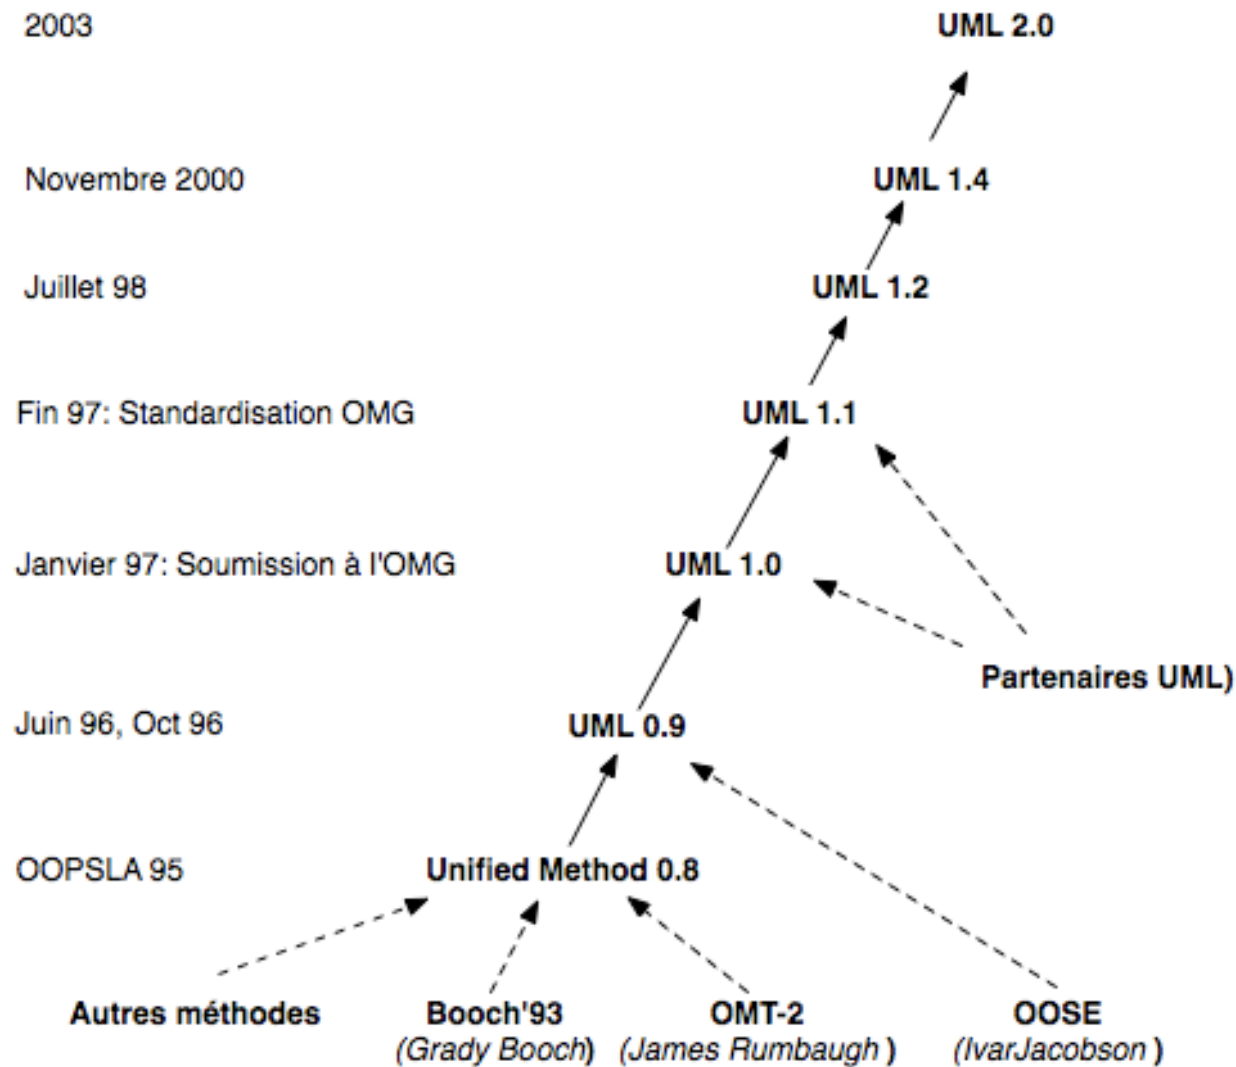 2003 UML 2.0
Novembre 2000 UML 1.4
Juillet 98 UML 1.2
Fin 97: Standardisation OMG UML 1.1
Janvier 97: Soumission à l'OMG UML 1.0
Partenaires UML)
Juin 96, Oct 96 UML 0.9
OOPSLA 95 Unified Method 0.8
Autres méthodes Booch'93 OMT-2 OOSE
(Grady Booch) (James Rumbaugh ) (IvarJacobson )